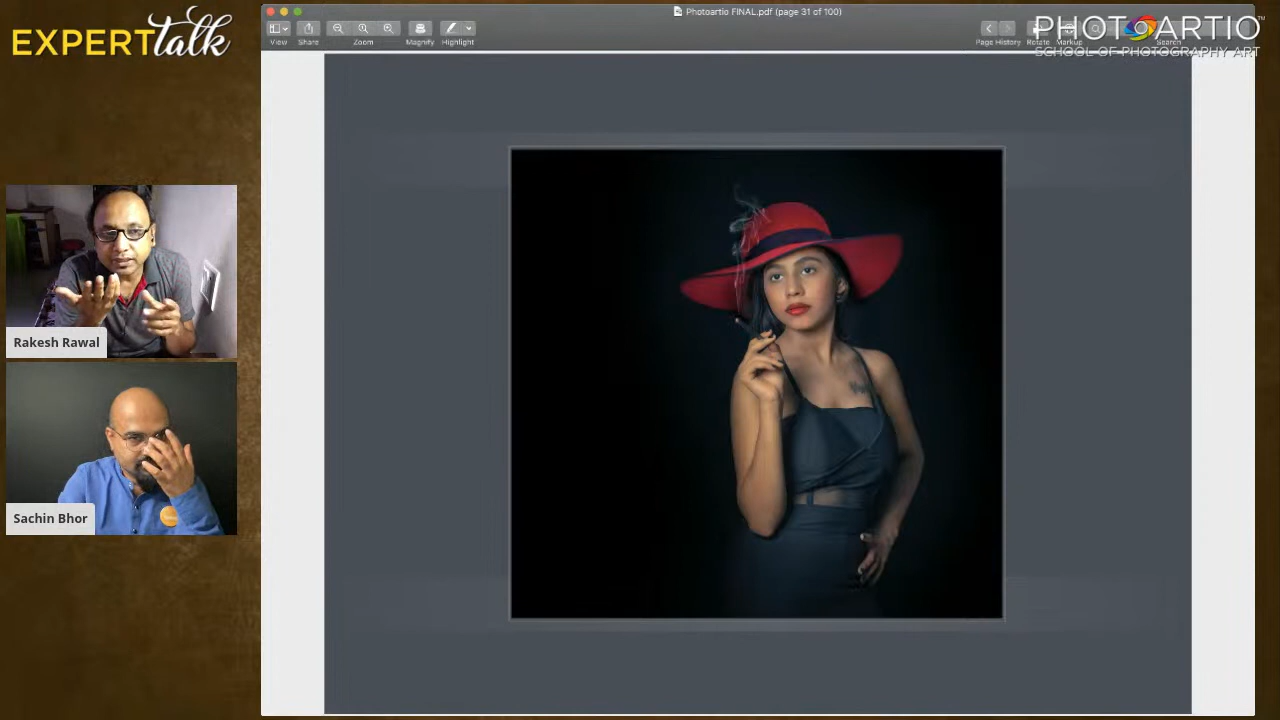 EXPERTtalk
Photoartio FINAL.pdf (page 31 of 100)
View
Share
Zoom
Magnify
Highlight
Page History
Rotate
Markup
Search
PHOTOARTIO™
SCHOOL OF PHOTOGRAPHY ART
Rakesh Rawal
Sachin Bhor